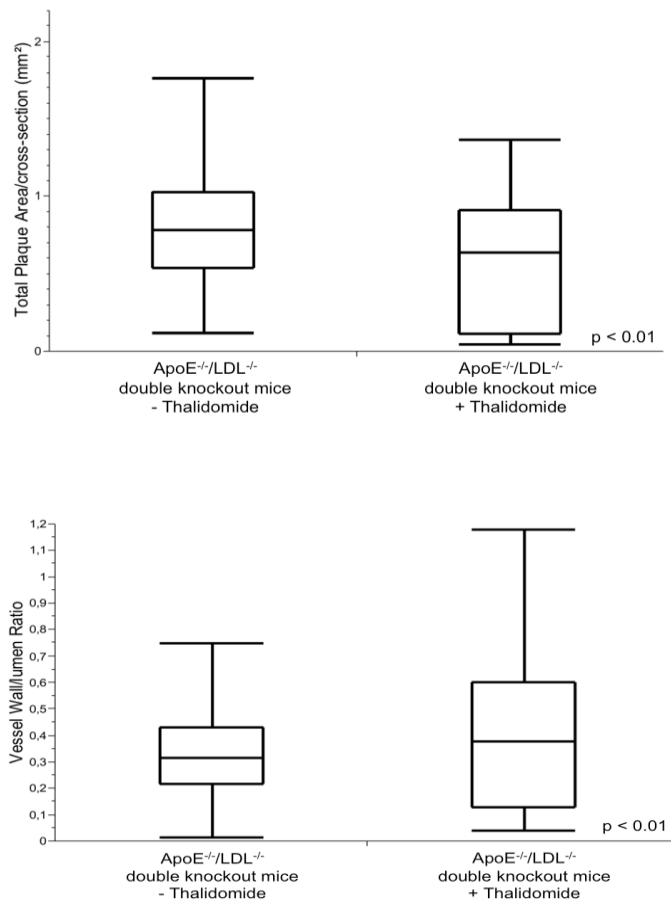 Total Plaque Area/cross-section (mm²)
2
1
0
p < 0.01
ApoE⁻/⁻/LDL⁻/⁻
double knockout mice
- Thalidomide
ApoE⁻/⁻/LDL⁻/⁻
double knockout mice
+ Thalidomide
Vessel Wall/lumen Ratio
1,2
1,1
1
0,9
0,8
0,7
0,6
0,5
0,4
0,3
0,2
0,1
0
p < 0.01
ApoE⁻/⁻/LDL⁻/⁻
double knockout mice
- Thalidomide
ApoE⁻/⁻/LDL⁻/⁻
double knockout mice
+ Thalidomide